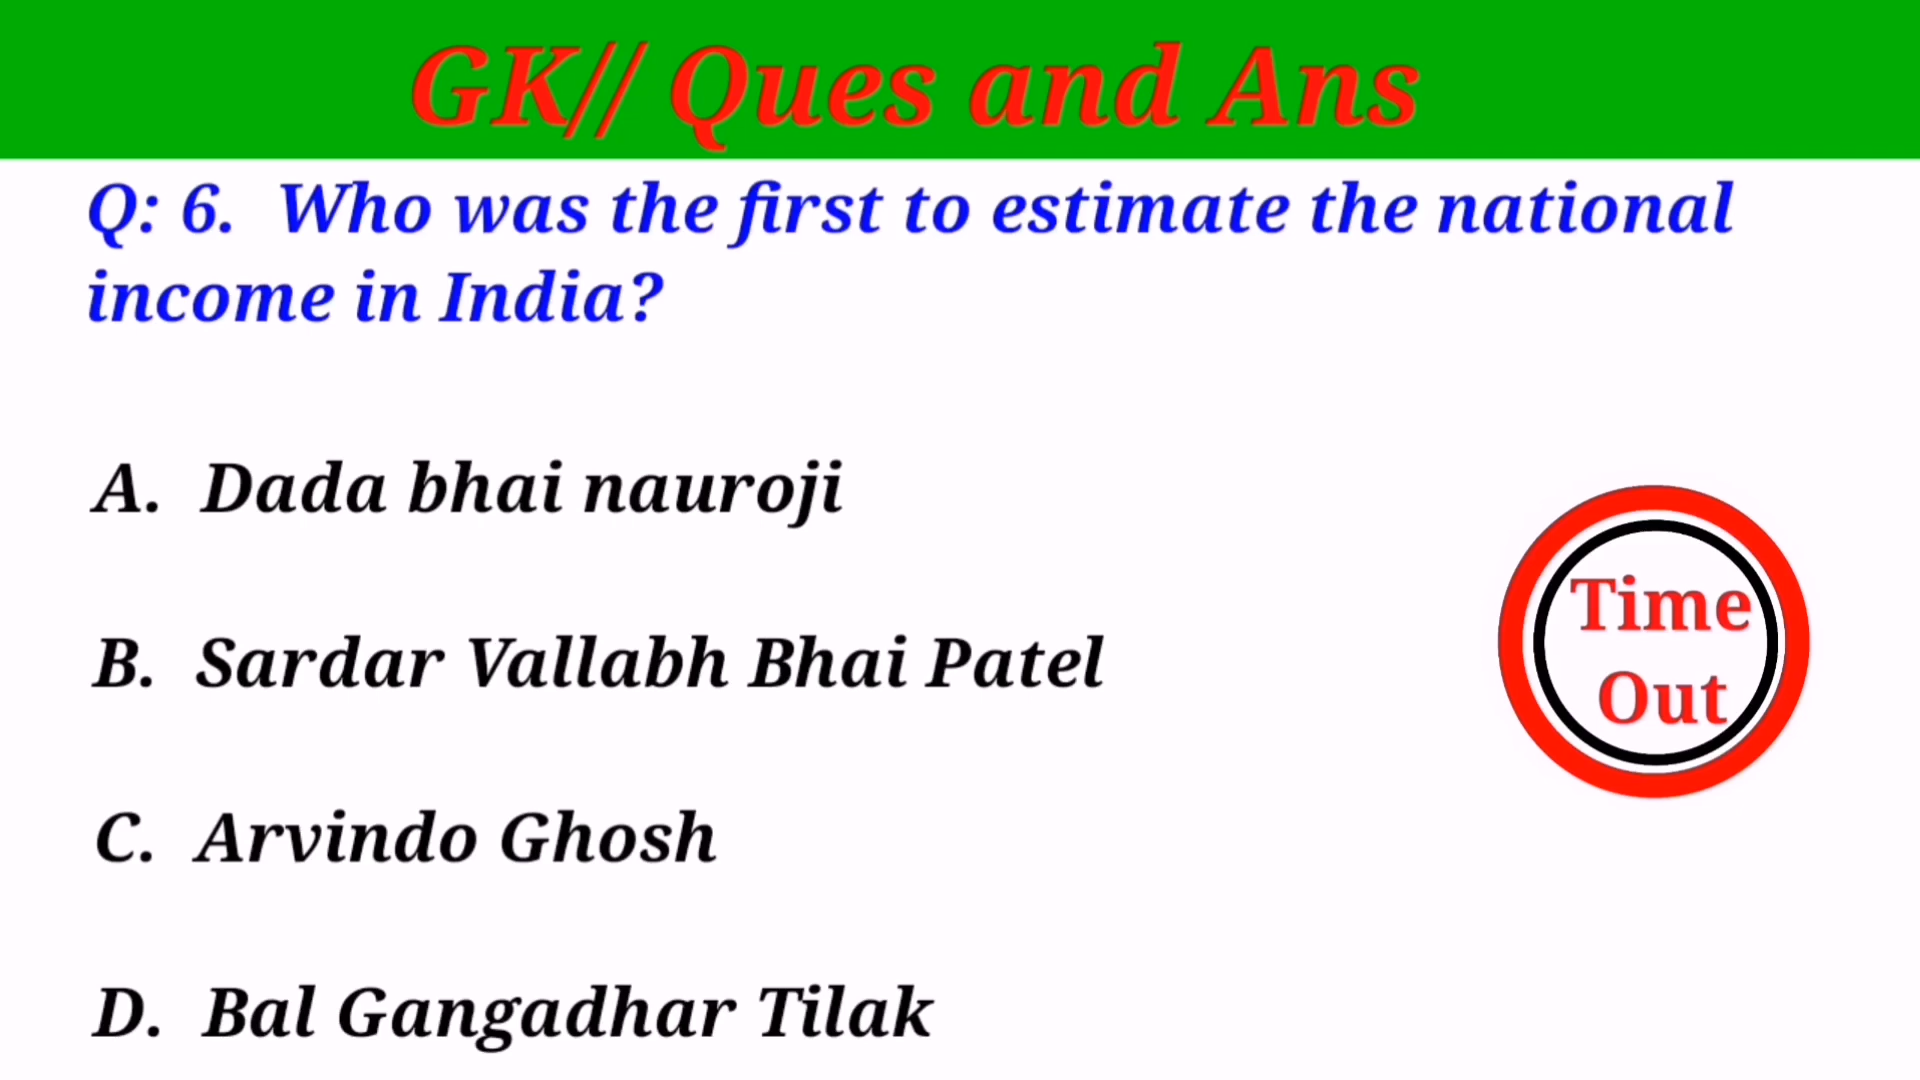 GK// Ques and Ans
Q: 6. Who was the first to estimate the national
income in India?
A. Dada bhai nauroji
B. Sardar Vallabh Bhai Patel
C. Arvindo Ghosh
D. Bal Gangadhar Tilak
Time
Out